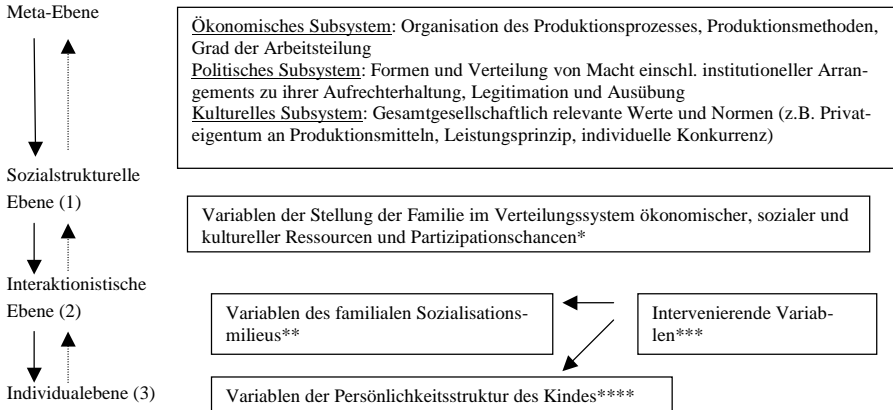 Meta-Ebene
Ökonomisches Subsystem: Organisation des Produktionsprozesses, Produktionsmethoden,
Grad der Arbeitsteilung
Politisches Subsystem: Formen und Verteilung von Macht einschl. institutioneller Arran-
gements zu ihrer Aufrechterhaltung, Legitimation und Ausübung
Kulturelles Subsystem: Gesamtgesellschaftlich relevante Werte und Normen (z.B. Privat-
eigentum an Produktionsmitteln, Leistungsprinzip, individuelle Konkurrenz)
Sozialstrukturelle
Ebene (1)
Variablen der Stellung der Familie im Verteilungssystem ökonomischer, sozialer und
kultureller Ressourcen und Partizipationschancen*
Interaktionistische
Ebene (2)
Variablen des familialen Sozialisations-
milieus**
Intervenierende Variab-
len***
Individualebene (3)
Variablen der Persönlichkeitsstruktur des Kindes****